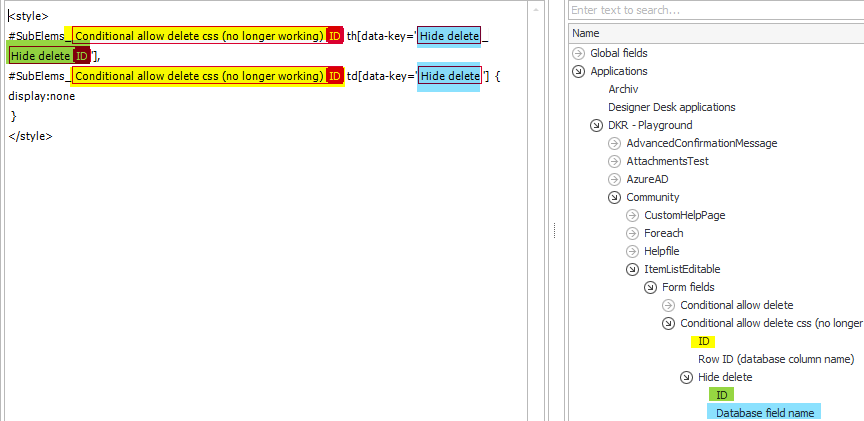 <style>
#SubElems_ Conditional allow delete css (no longer working) ID th[data-key='Hide delete_
Hide delete ID '],
#SubElems_ Conditional allow delete css (no longer working) ID td[data-key='Hide delete'] {
display:none
}
</style>
Enter text to search...
Name
Global fields
Applications
Archiv
Designer Desk applications
DKR - Playground
AdvancedConfirmationMessage
AttachmentsTest
AzureAD
Community
CustomHelpPage
Foreach
Helpfile
ItemListEditable
Form fields
Conditional allow delete
Conditional allow delete css (no longer
ID
Row ID (database column name)
Hide delete
ID
Database field name